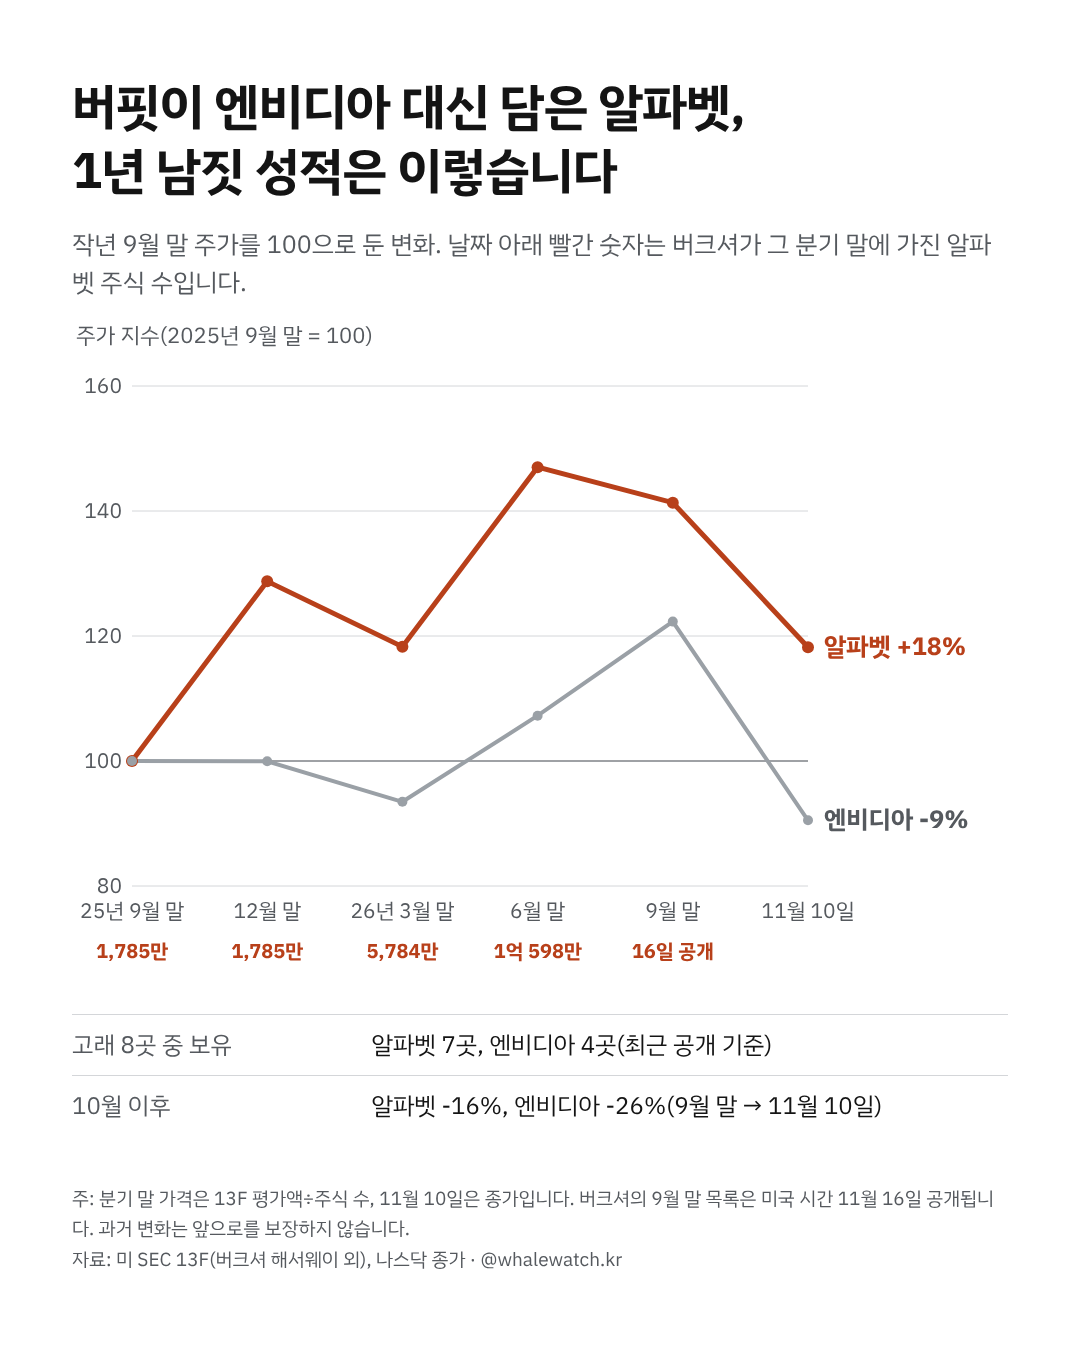 버핏이 엔비디아 대신 담은 알파벳,
1년 남짓 성적은 이렇습니다
작년 9월 말 주가를 100으로 둔 변화. 날짜 아래 빨간 숫자는 버크셔가 그 분기 말에 가진 알파
벳 주식 수입니다.
주가 지수(2025년 9월 말 = 100)
160
140
120
알파벳 +18%
100
엔비디아 -9%
80
25년 9월 말 12월 말 26년 3월 말 6월 말 9월 말 11월 10일
1,785만 1,785만 5,784만 1억 598만 16일 공개
고래 8곳 중 보유 알파벳 7곳, 엔비디아 4곳(최근 공개 기준)
10월 이후 알파벳 -16%, 엔비디아 -26%(9월 말 → 11월 10일)
주: 분기 말 가격은 13F 평가액÷주식 수, 11월 10일은 종가입니다. 버크셔의 9월 말 목록은 미국 시간 11월 16일 공개됩니
다. 과거 변화는 앞으로를 보장하지 않습니다.
자료: 미 SEC 13F(버크셔 해서웨이 외), 나스닥 종가 · @whalewatch.kr